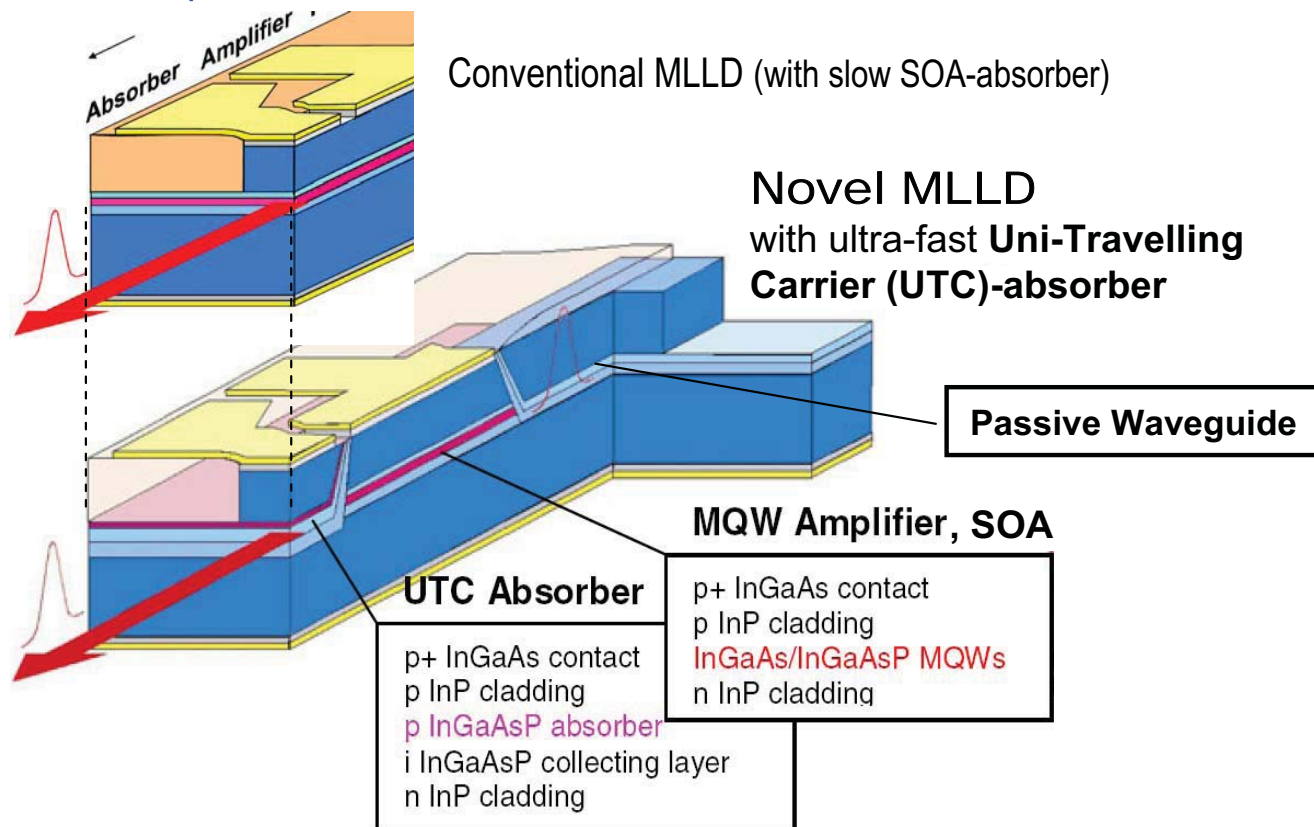 Absorber Amplifier
Conventional MLLD (with slow SOA-absorber)
Novel MLLD
with ultra-fast Uni-Travelling
Carrier (UTC)-absorber
Passive Waveguide
MQW Amplifier, SOA
p+ InGaAs contact
p InP cladding
InGaAs/InGaAsP MQWs
n InP cladding
UTC Absorber
p+ InGaAs contact
p InP cladding
p InGaAsP absorber
i InGaAsP collecting layer
n InP cladding